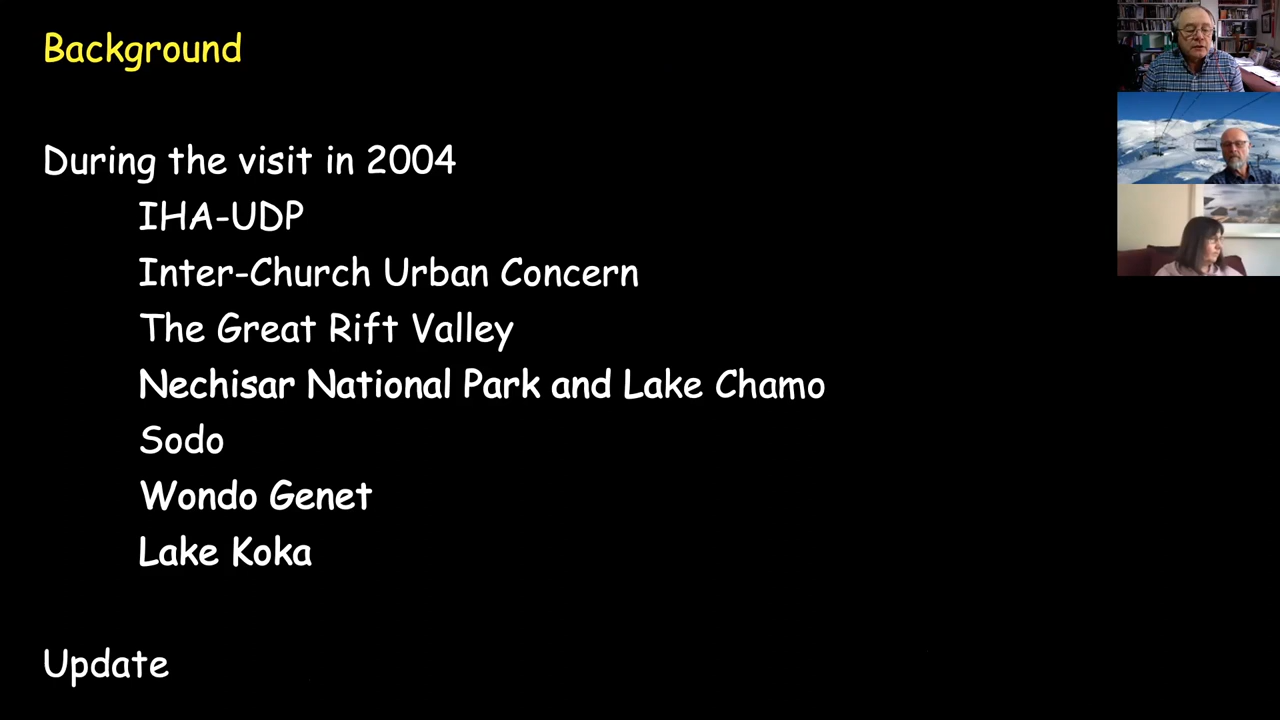 Background
During the visit in 2004
IHA-UDP
Inter-Church Urban Concern
The Great Rift Valley
Nechisar National Park and Lake Chamo
Sodo
Wondo Genet
Lake Koka
Update